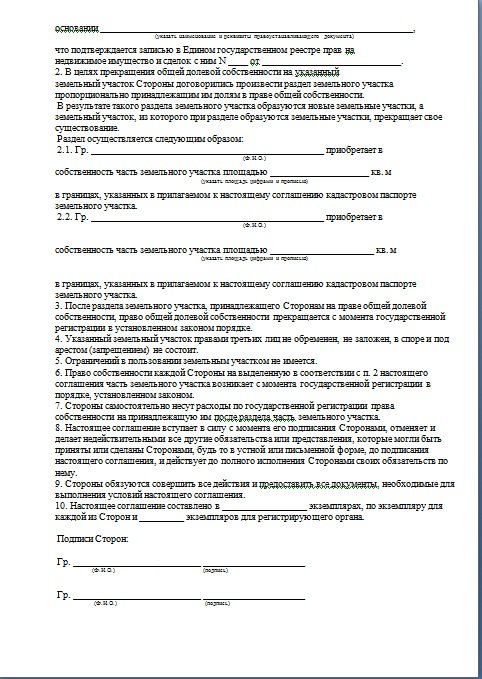 основании ____________________________________________________________,
(указать наименование и реквизиты правоустанавливающего документа)
что подтверждается записью в Едином государственном реестре прав на
недвижимое имущество и сделок с ним N ____ от ___________________________.
2. В целях прекращения общей долевой собственности на указанный
земельный участок Стороны договорились произвести раздел земельного участка
пропорционально принадлежащим им долям в праве общей собственности.
В результате такого раздела земельного участка образуются новые земельные участки, а
земельный участок, из которого при разделе образуются земельные участки, прекращает свое
существование.
Раздел осуществляется следующим образом:
2.1. Гр. _____________________________________________ приобретает в
(Ф.И.О.)
собственность часть земельного участка площадью ___________________ кв. м
(указать площадь цифрами и прописью)
в границах, указанных в прилагаемом к настоящему соглашению кадастровом паспорте
земельного участка.
2.2. Гр. _____________________________________________ приобретает в
(Ф.И.О.)
собственность часть земельного участка площадью ____________________ кв. м
(указать площадь цифрами и прописью)
в границах, указанных в прилагаемом к настоящему соглашению кадастровом паспорте
земельного участка.
3. После раздела земельного участка, принадлежащего Сторонам на праве общей долевой
собственности, право общей долевой собственности прекращается с момента государственной
регистрации в установленном законом порядке.
4. Указанный земельный участок правами третьих лиц не обременен, не заложен, в споре и под
арестом (запрещением) не состоит.
5. Ограничений в пользовании земельным участком не имеется.
6. Право собственности каждой Стороны на выделенную в соответствии с п. 2 настоящего
соглашения часть земельного участка возникает с момента государственной регистрации в
порядке, установленном законом.
7. Стороны самостоятельно несут расходы по государственной регистрации права
собственности на принадлежащую им после раздела часть земельного участка.
8. Настоящее соглашение вступает в силу с момента его подписания Сторонами, отменяет и
делает недействительными все другие обязательства или представления, которые могли быть
приняты или сделаны Сторонами, будь то в устной или письменной форме, до подписания
настоящего соглашения, и действует до полного исполнения Сторонами своих обязательств по
нему.
9. Стороны обязуются совершить все действия и предоставить все документы, необходимые для
выполнения условий настоящего соглашения.
10. Настоящее соглашение составлено в _________________ экземплярах, по экземпляру для
каждой из Сторон и _________ экземпляров для регистрирующего органа.
Подписи Сторон:
Гр. _________________________ ____________________
(Ф.И.О.) (подпись)
Гр. _________________________ ____________________
(Ф.И.О.) (подпись)